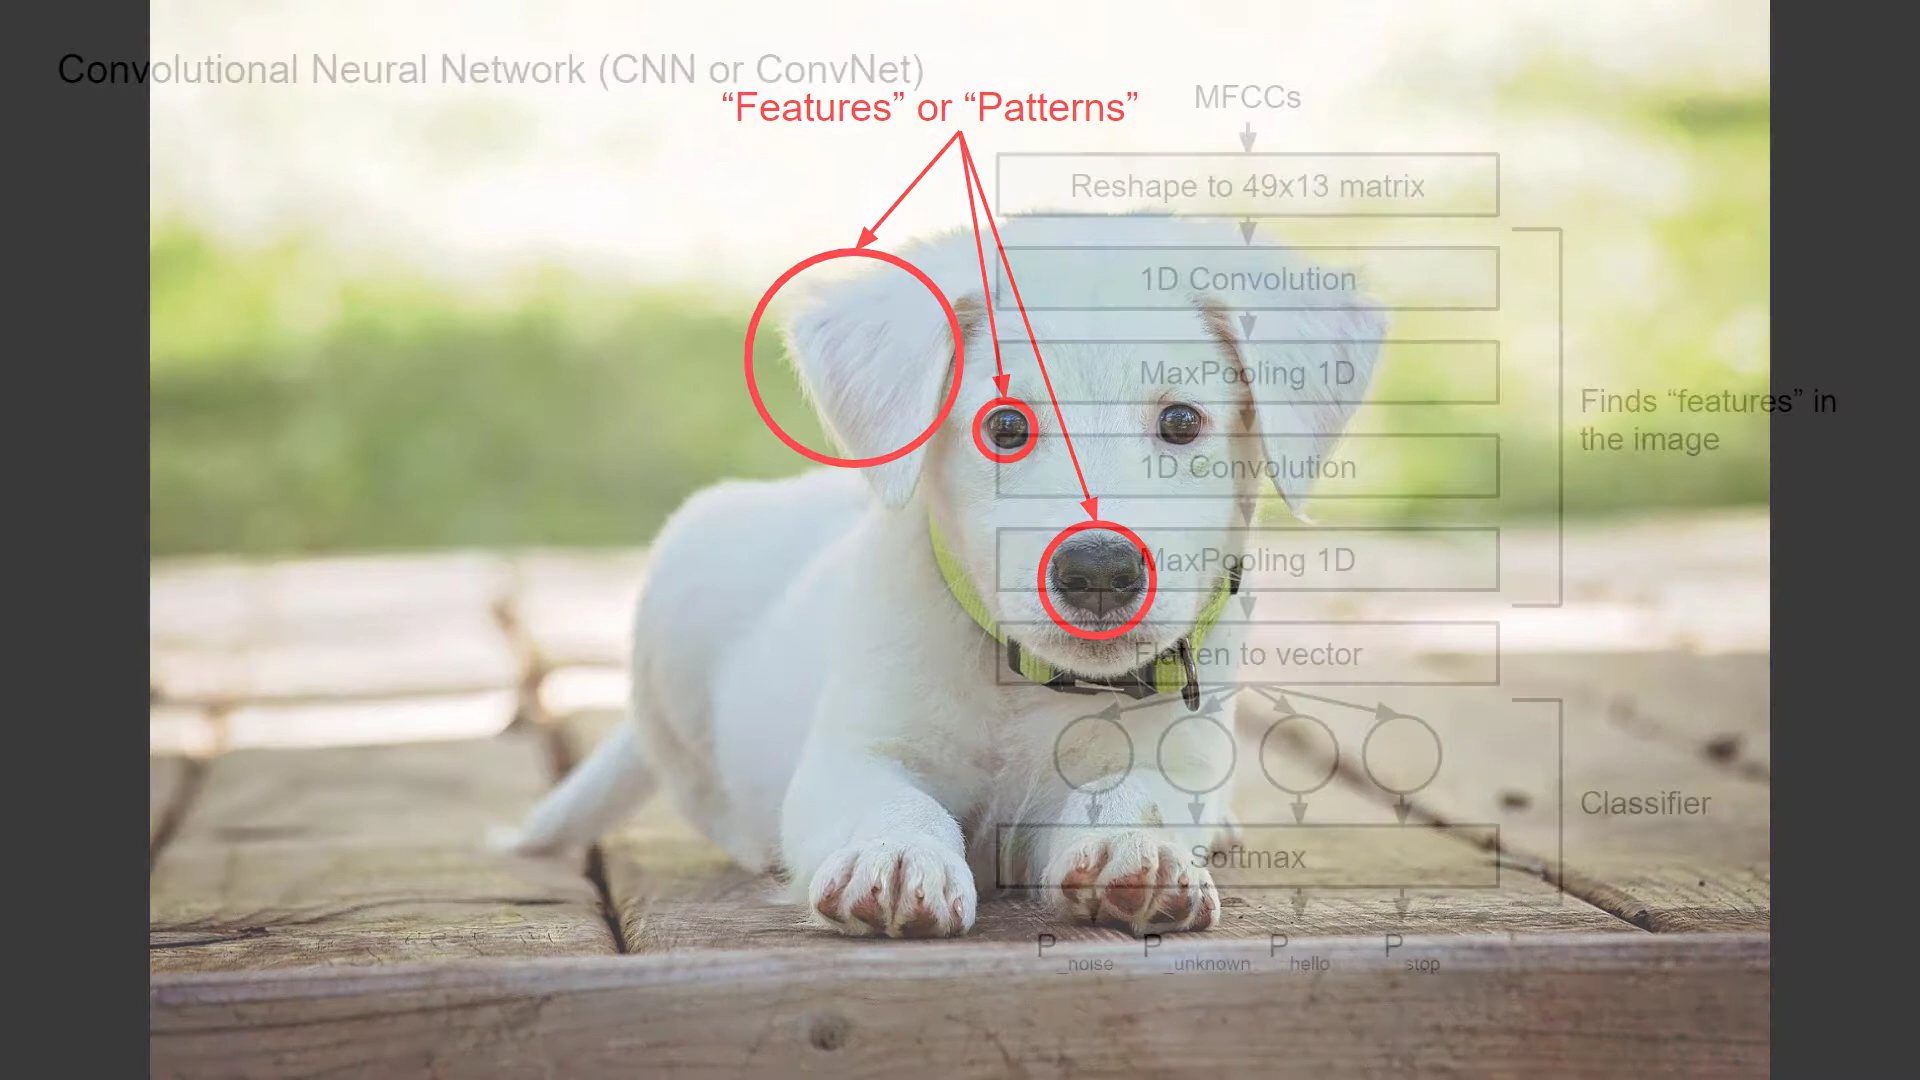 Convolutional Neural Network (CNN or ConvNet)
“Features” or “Patterns”
MFCCs
Reshape to 49x13 matrix
1D Convolution
MaxPooling 1D
Finds “features” in
the image
1D Convolution
MaxPooling 1D
Flatten to vector
Classifier
Softmax
P_noise P_unknown P_hello P_stop